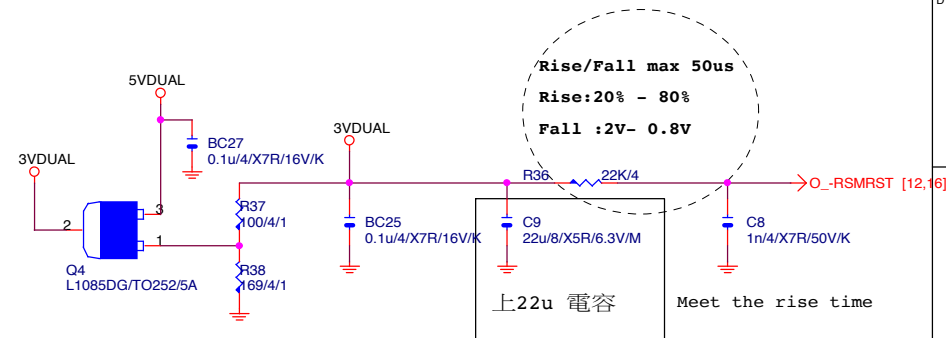 D
Rise/Fall max 50us
Rise:20% - 80%
Fall :2V- 0.8V
5VDUAL
BC27
0.1u/4/X7R/16V/K
3VDUAL
3VDUAL
R36
22K/4
O_-RSMRST [12,16]
2
3
1
R37
100/4/1
BC25
0.1u/4/X7R/16V/K
C9
22u/8/X5R/6.3V/M
C8
1n/4/X7R/50V/K
Q4
L1085DG/TO252/5A
R38
169/4/1
上22u 電容
Meet the rise time